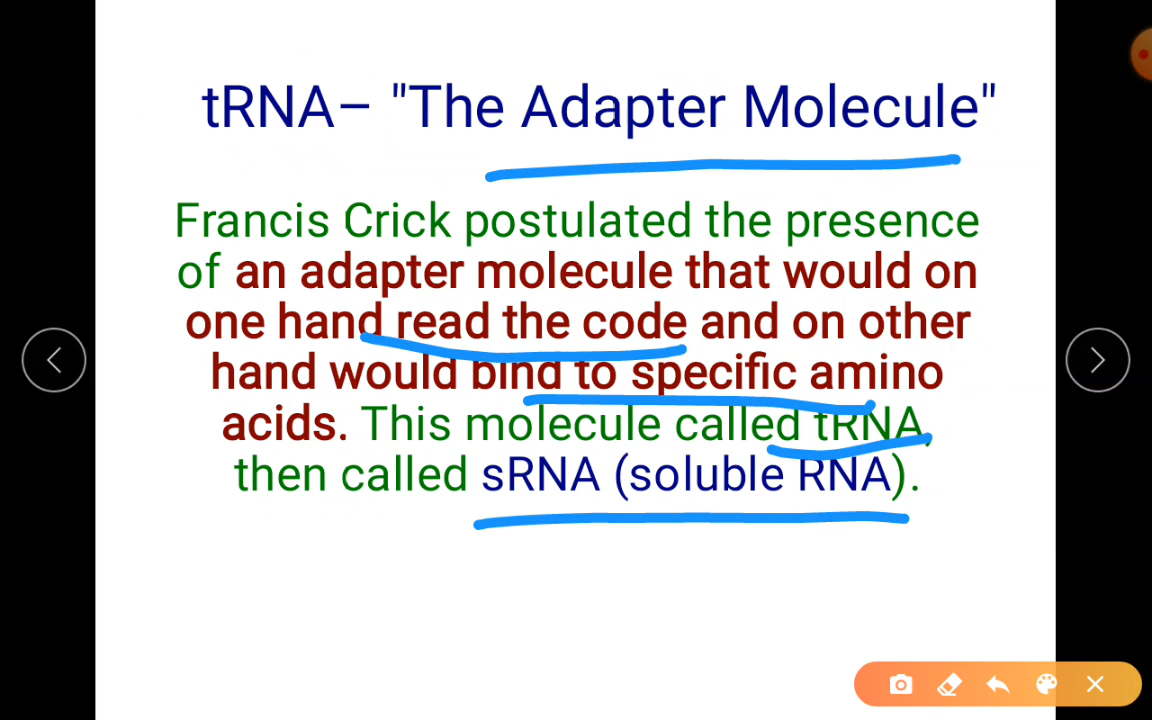 tRNA– "The Adapter Molecule"
Francis Crick postulated the presence
of an adapter molecule that would on
one hand read the code and on other
hand would bind to specific amino
acids. This molecule called tRNA,
then called sRNA (soluble RNA).